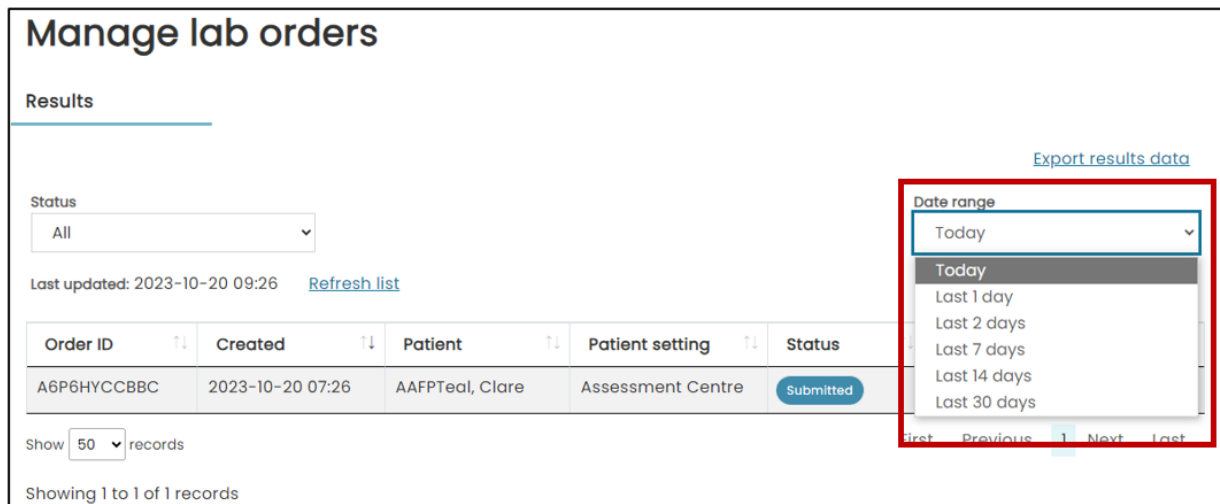 Manage lab orders
Results
Export results data
Status
Date range
All
Today
Today
Last 1 day
Last 2 days
Last 7 days
Last 14 days
Last 30 days
Last updated: 2023-10-20 09:26 Refresh list
Order ID Created Patient Patient setting Status
A6P6HYCCBBC 2023-10-20 07:26 AAFPTeal, Clare Assessment Centre Submitted
Show 50 records
First Previous 1 Next Last
Showing 1 to 1 of 1 records